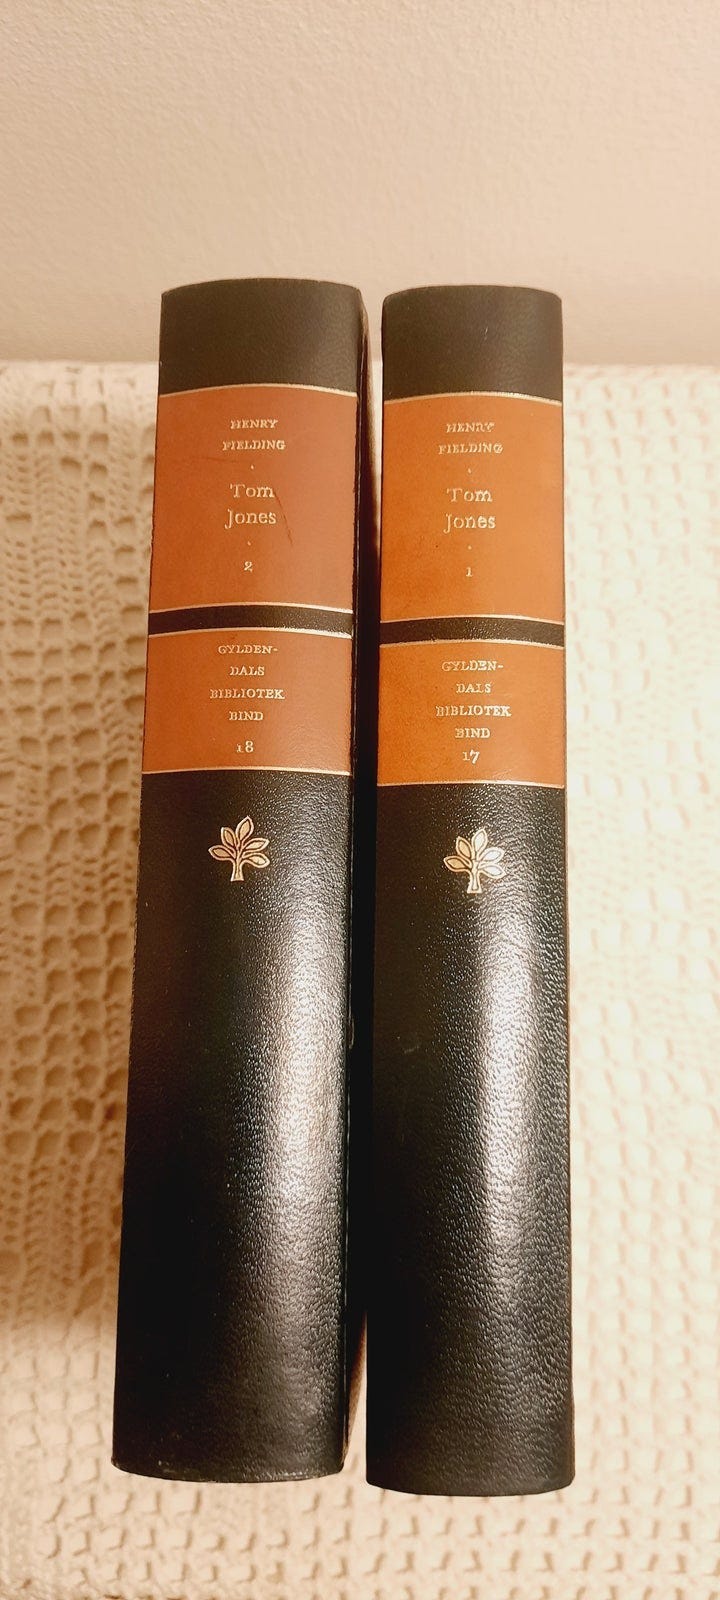 HENRY
FIELDING
Tom
Jones
2
GYLDEN-
DALS
BIBLIOTEK
BIND
18
HENRY
FIELDING
Tom
Jones
1
GYLDEN-
DALS
BIBLIOTEK
BIND
17